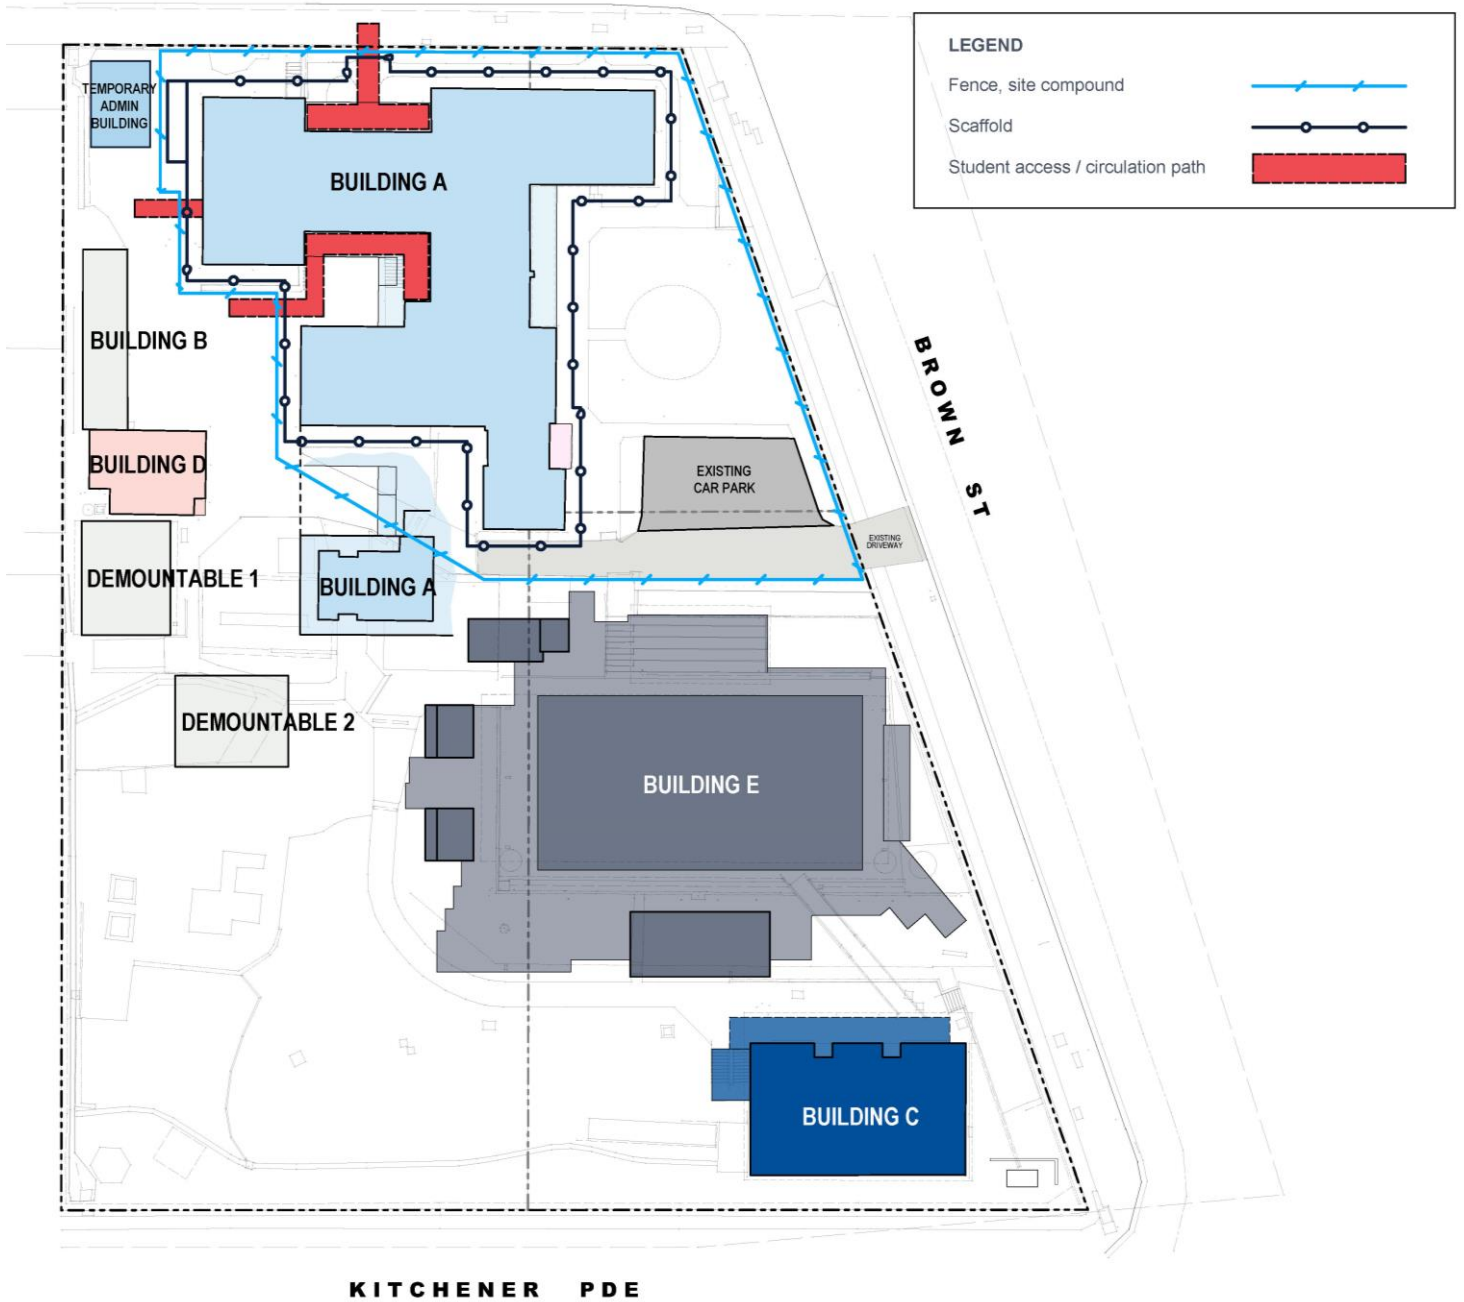 LEGEND
Fence, site compound
Scaffold
Student access / circulation path
TEMPORARY
ADMIN
BUILDING
BUILDING A
BUILDING B
BROWN ST
BUILDING D
EXISTING
CAR PARK
EXISTING
DRIVEWAY
DEMOUNTABLE 1
BUILDING A
DEMOUNTABLE 2
BUILDING E
BUILDING C
KITCHENER PDE